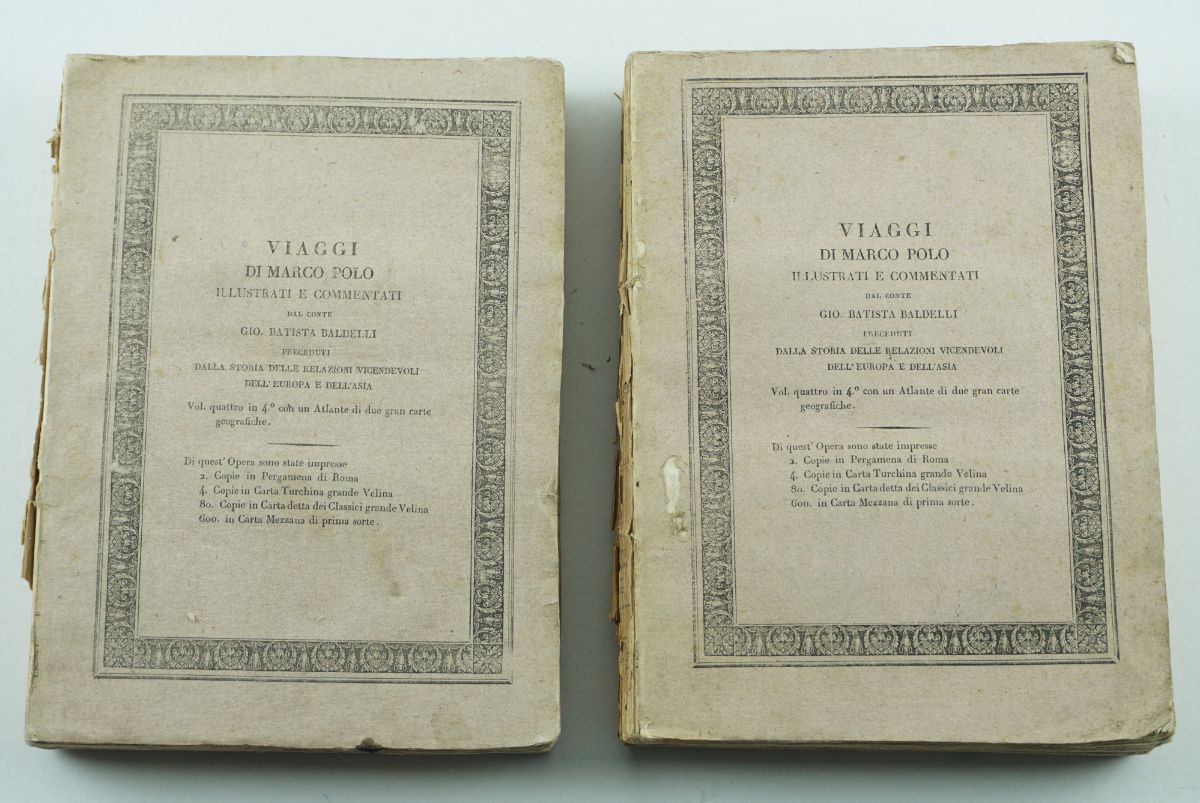 VIAGGI
DI MARCO POLO
ILLUSTRATI E COMMENTATI
DAL CONTE
GIO. BATISTA BALDELLI
PRECEDUTI
DALLA STORIA DELLE RELAZIONI VICENDEVOLI
DELL' EUROPA E DELL'ASIA
Vol. quattro in 4.º con un Atlante di due gran carte
geografiche.
Di quest' Opera sono state impresse
2. Copie in Pergamena di Roma
4. Copie in Carta Turchina grande Velina
80. Copie in Carta detta dei Classici grande Velina
600. in Carta Mezzana di prima sorte.
VIAGGI
DI MARCO POLO
ILLUSTRATI E COMMENTATI
DAL CONTE
GIO. BATISTA BALDELLI
PRECEDUTI
DALLA STORIA DELLE RELAZIONI VICENDEVOLI
DELL' EUROPA E DELL'ASIA
Vol. quattro in 4.º con un Atlante di due gran carte
geografiche.
Di quest' Opera sono state impresse
2. Copie in Pergamena di Roma
4. Copie in Carta Turchina grande Velina
80. Copie in Carta detta dei Classici grande Velina
600. in Carta Mezzana di prima sorte.